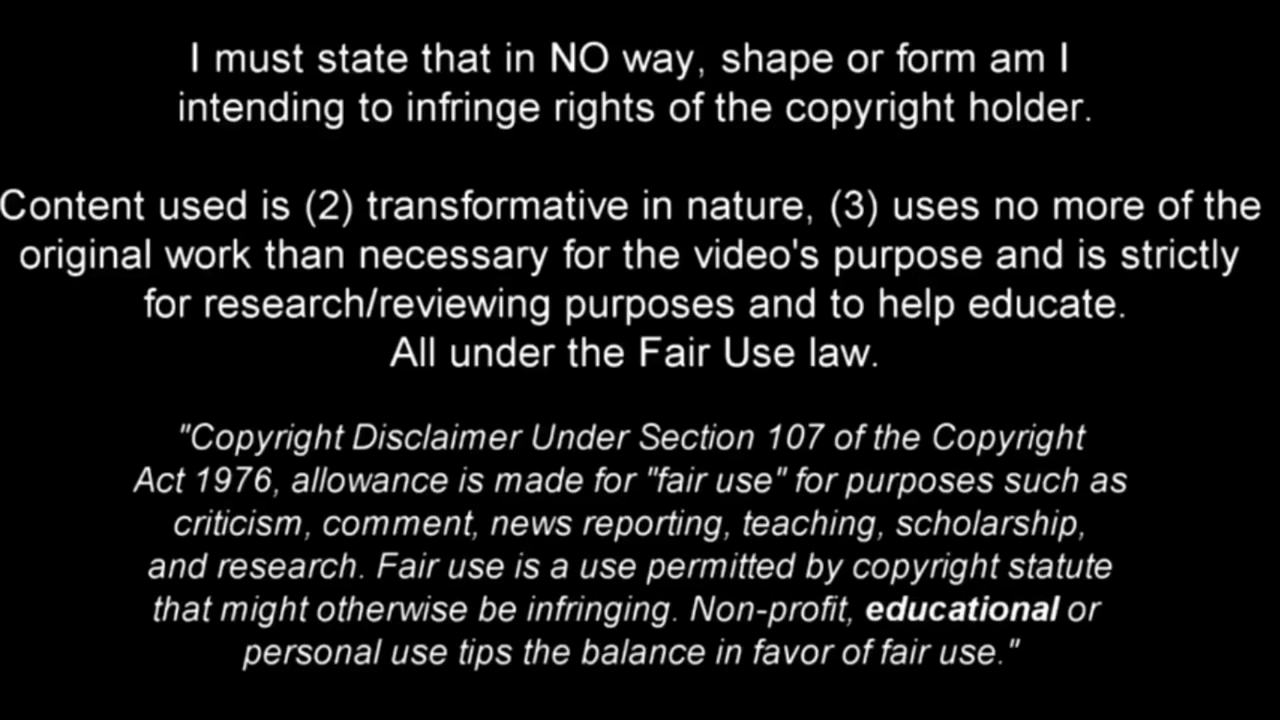 I must state that in NO way, shape or form am I
intending to infringe rights of the copyright holder.
Content used is (2) transformative in nature, (3) uses no more of the
original work than necessary for the video's purpose and is strictly
for research/reviewing purposes and to help educate.
All under the Fair Use law.
"Copyright Disclaimer Under Section 107 of the Copyright
Act 1976, allowance is made for "fair use" for purposes such as
criticism, comment, news reporting, teaching, scholarship,
and research. Fair use is a use permitted by copyright statute
that might otherwise be infringing. Non-profit, educational or
personal use tips the balance in favor of fair use."